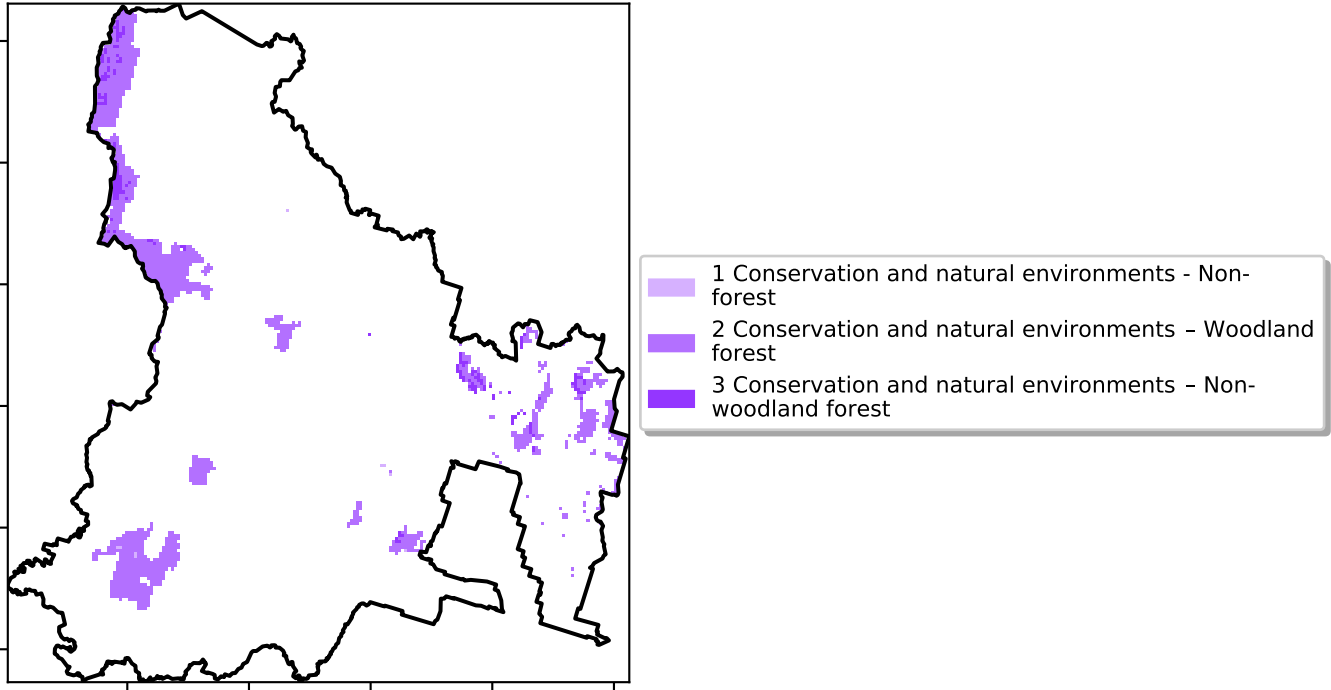 1 Conservation and natural environments - Non-
forest
2 Conservation and natural environments – Woodland
forest
3 Conservation and natural environments – Non-
woodland forest